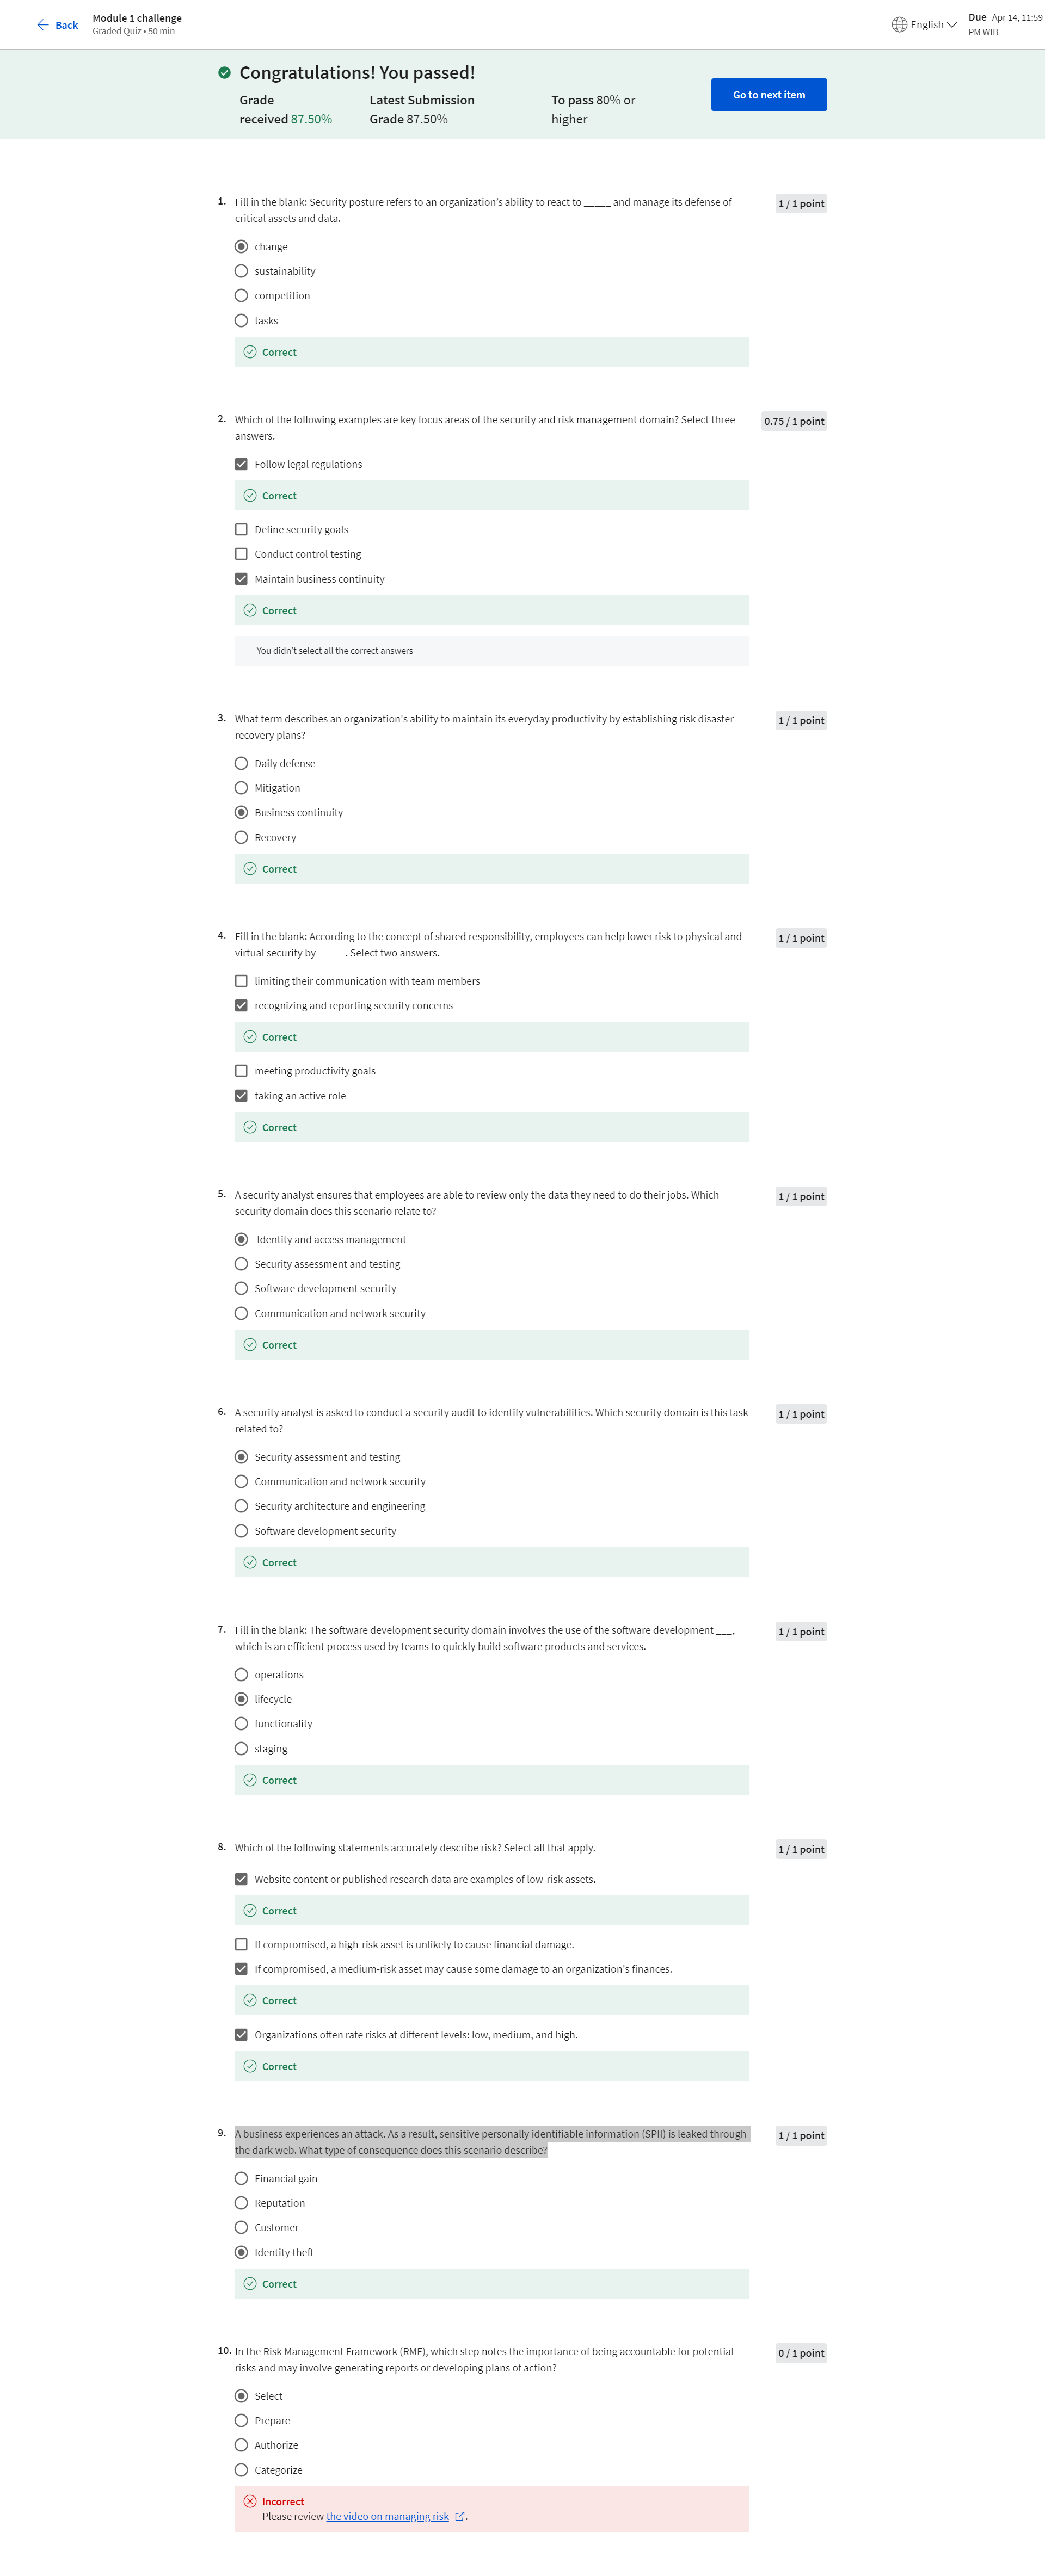 Back
Module 1 challenge
Graded Quiz • 50 min
English
Due Apr 14, 11:59
PM WIB
Congratulations! You passed!
Grade
received 87.50%
Latest Submission
Grade 87.50%
To pass 80% or
higher
Go to next item
1. Fill in the blank: Security posture refers to an organization’s ability to react to _____ and manage its defense of
critical assets and data.
1 / 1 point
change
sustainability
competition
tasks
Correct
2. Which of the following examples are key focus areas of the security and risk management domain? Select three
answers.
0.75 / 1 point
Follow legal regulations
Correct
Define security goals
Conduct control testing
Maintain business continuity
Correct
You didn’t select all the correct answers
3. What term describes an organization's ability to maintain its everyday productivity by establishing risk disaster
recovery plans?
1 / 1 point
Daily defense
Mitigation
Business continuity
Recovery
Correct
4. Fill in the blank: According to the concept of shared responsibility, employees can help lower risk to physical and
virtual security by _____. Select two answers.
1 / 1 point
limiting their communication with team members
recognizing and reporting security concerns
Correct
meeting productivity goals
taking an active role
Correct
5. A security analyst ensures that employees are able to review only the data they need to do their jobs. Which
security domain does this scenario relate to?
1 / 1 point
Identity and access management
Security assessment and testing
Software development security
Communication and network security
Correct
6. A security analyst is asked to conduct a security audit to identify vulnerabilities. Which security domain is this task
related to?
1 / 1 point
Security assessment and testing
Communication and network security
Security architecture and engineering
Software development security
Correct
7. Fill in the blank: The software development security domain involves the use of the software development ___,
which is an efficient process used by teams to quickly build software products and services.
1 / 1 point
operations
lifecycle
functionality
staging
Correct
8. Which of the following statements accurately describe risk? Select all that apply.
1 / 1 point
Website content or published research data are examples of low-risk assets.
Correct
If compromised, a high-risk asset is unlikely to cause financial damage.
If compromised, a medium-risk asset may cause some damage to an organization's finances.
Correct
Organizations often rate risks at different levels: low, medium, and high.
Correct
9. A business experiences an attack. As a result, sensitive personally identifiable information (SPII) is leaked through
the dark web. What type of consequence does this scenario describe?
1 / 1 point
Financial gain
Reputation
Customer
Identity theft
Correct
10. In the Risk Management Framework (RMF), which step notes the importance of being accountable for potential
risks and may involve generating reports or developing plans of action?
0 / 1 point
Select
Prepare
Authorize
Categorize
Incorrect
Please review the video on managing risk .